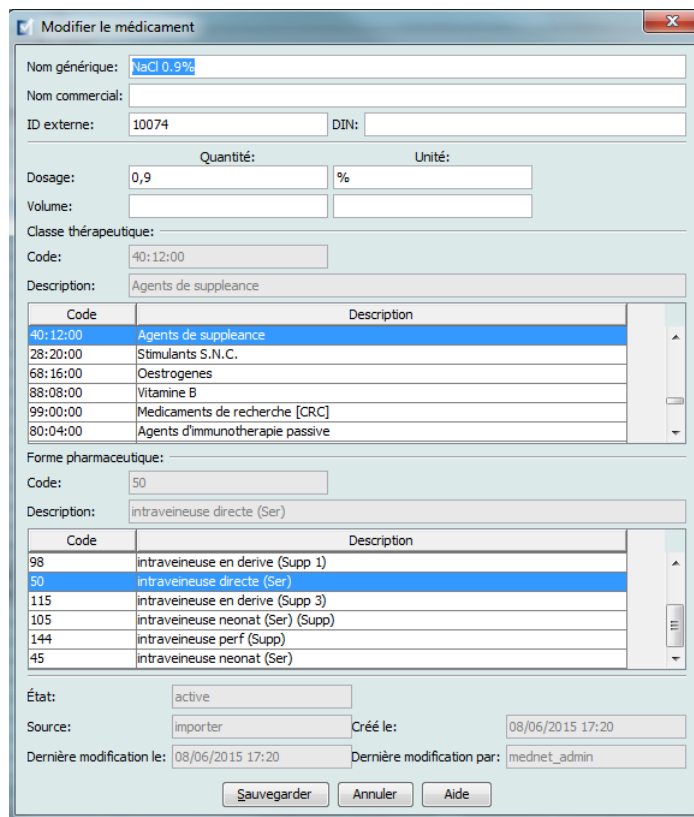 Modifier le médicament
Nom générique: NaCl 0.9%
Nom commercial:
ID externe: 10074 DIN:
Quantité: Unité:
Dosage: 0,9 %
Volume:
Classe thérapeutique:
Code: 40:12:00
Description: Agents de suppleance
Code Description
40:12:00 Agents de suppleance
28:20:00 Stimulants S.N.C.
68:16:00 Oestrogenes
88:08:00 Vitamine B
99:00:00 Medicaments de recherche [CRC]
80:04:00 Agents d'immunotherapie passive
Forme pharmaceutique:
Code: 50
Description: intraveineuse directe (Ser)
Code Description
98 intraveineuse en derive (Supp 1)
50 intraveineuse directe (Ser)
115 intraveineuse en derive (Supp 3)
105 intraveineuse neonat (Ser) (Supp)
144 intraveineuse perf (Supp)
45 intraveineuse neonat (Ser)
État: active
Source: importer Créé le: 08/06/2015 17:20
Dernière modification le: 08/06/2015 17:20 Dernière modification par: mednet_admin
Sauvegarder Annuler Aide